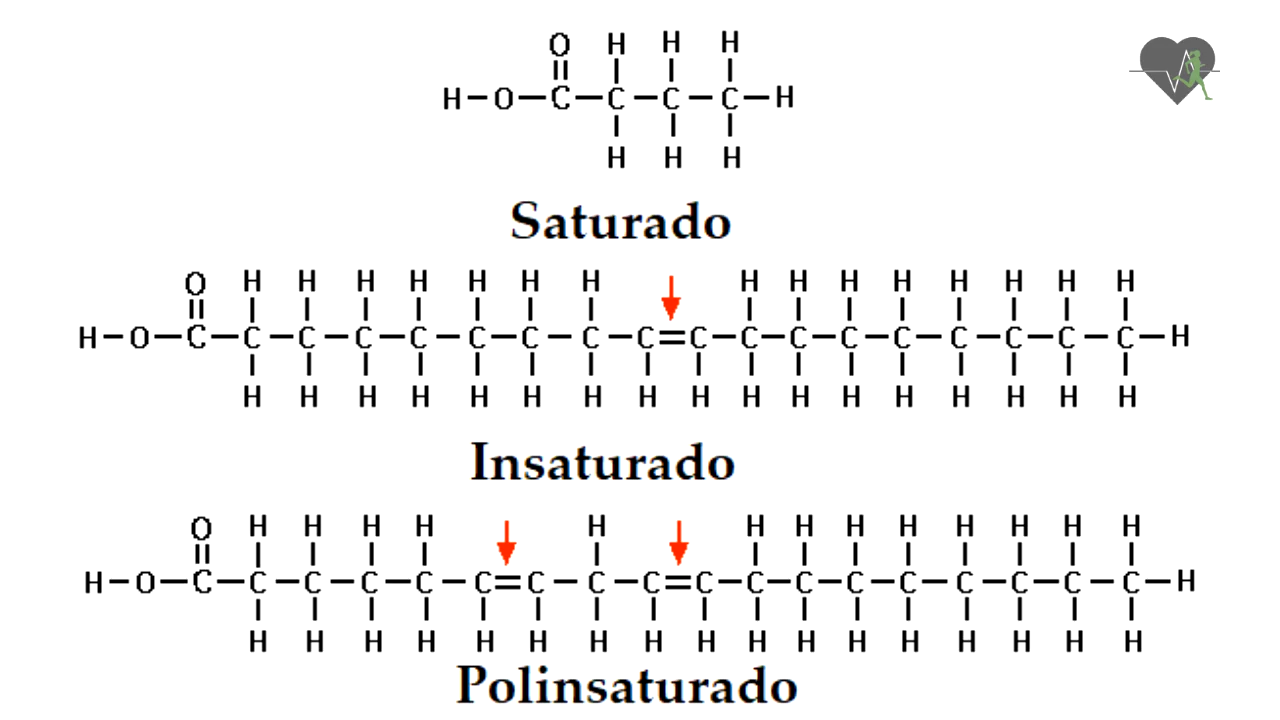 O H H H
H-O-C-C-C-C-H
H H H
Saturado
O H H H H H H H H H H H H H H H
H-O-C-C-C-C-C-C-C-C-C=C-C-C-C-C-C-C-C-C-H
H H H H H H H H H H H H H H H H H
Insaturado
O H H H H H H H H H H H H H
H-O-C-C-C-C-C-C=C-C-C=C-C-C-C-C-C-C-C-C-H
H H H H H H H H H H H H H H H H H
Polinsaturado